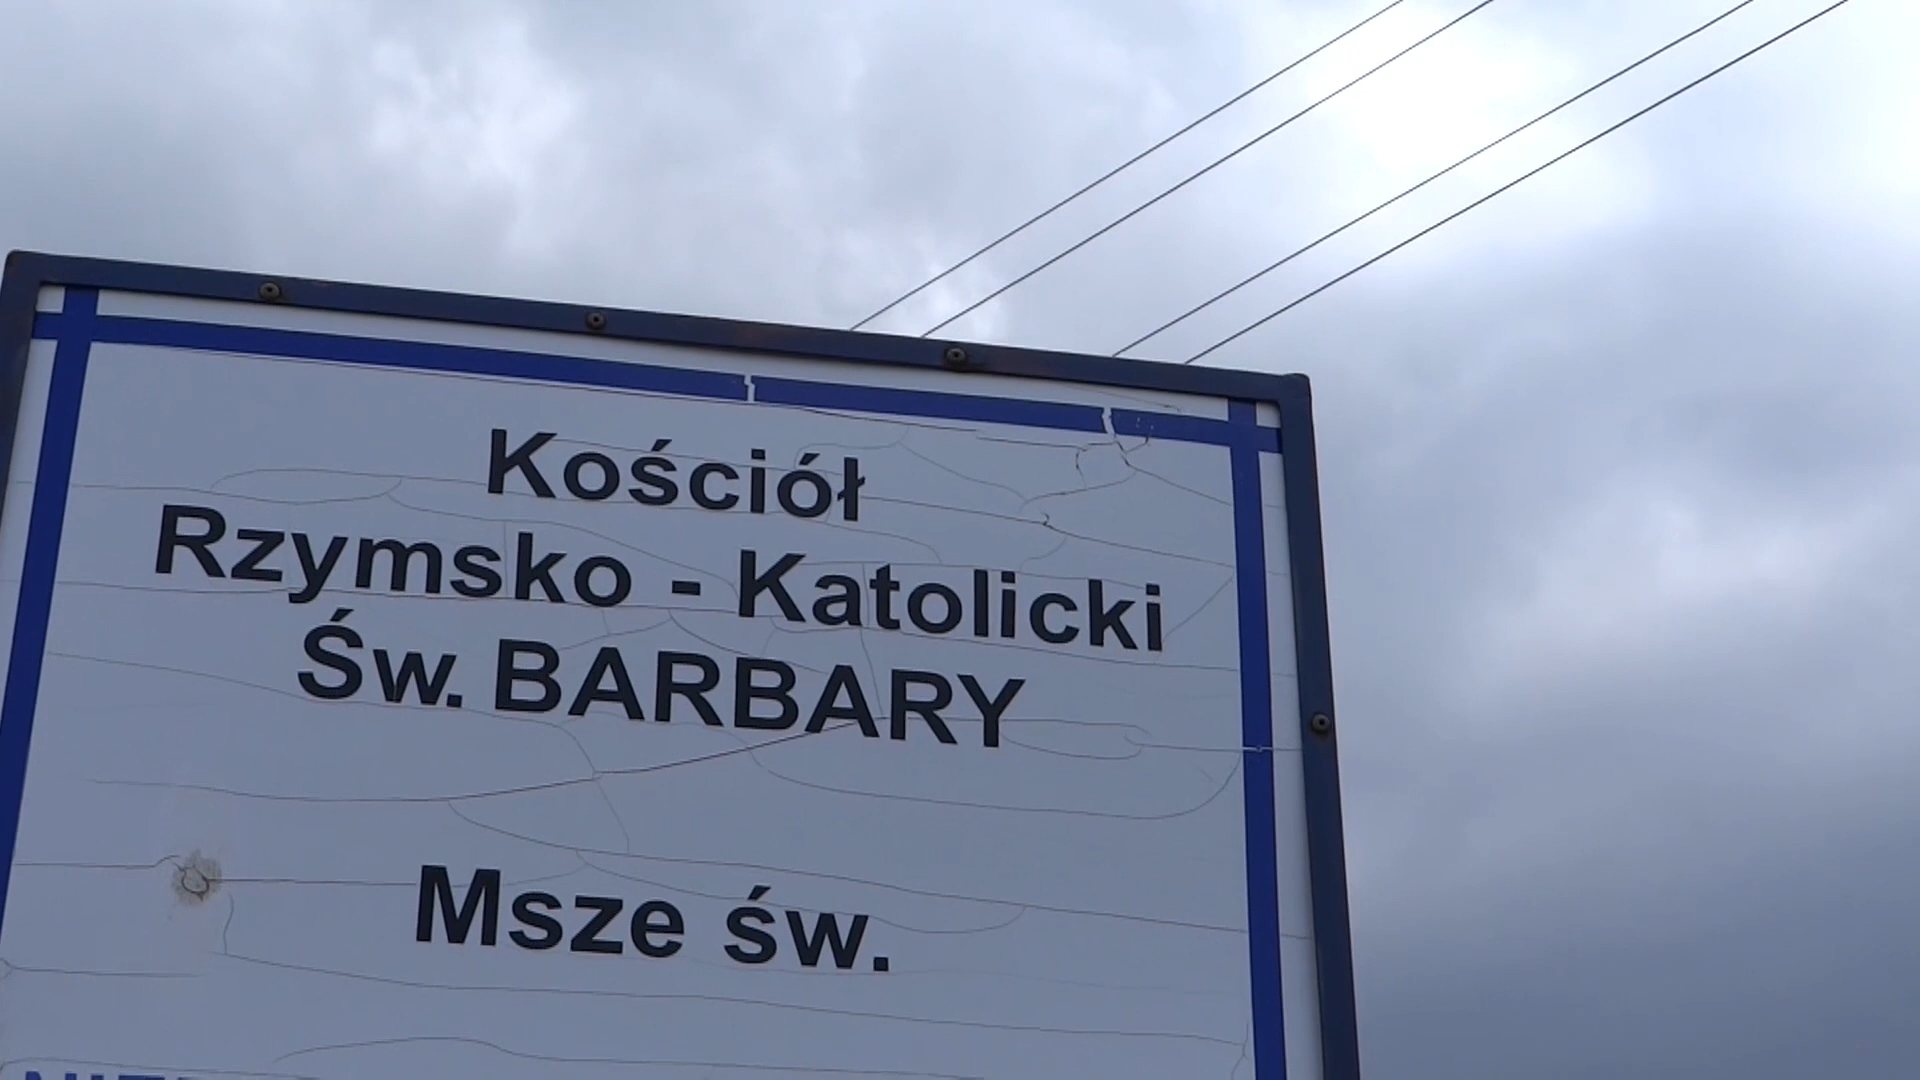 Kościół
Rzymsko - Katolicki
Św. BARBARY
Msze św.